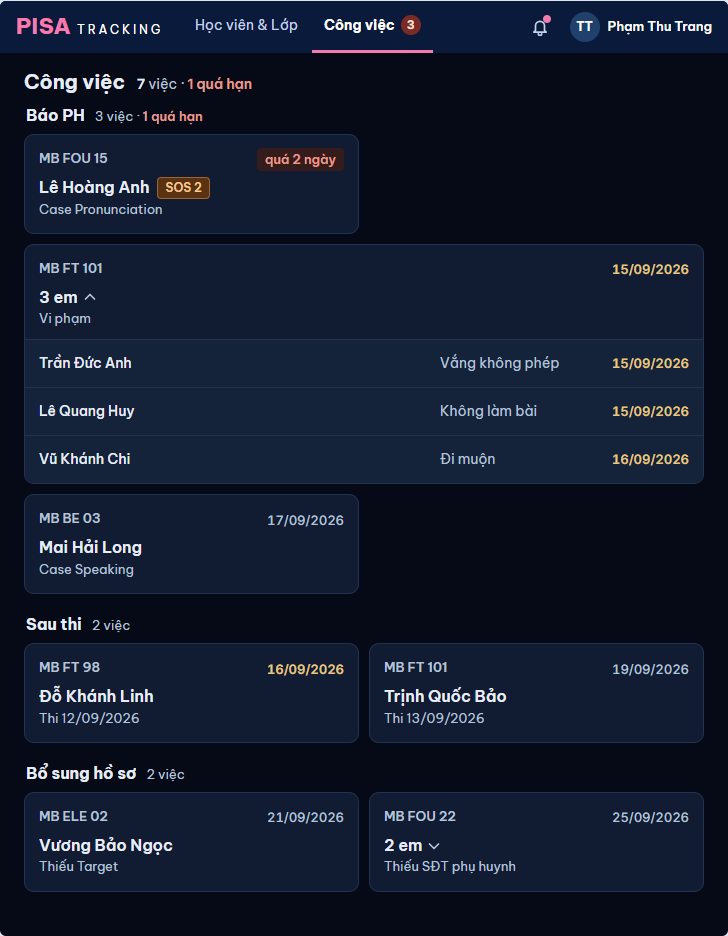 PISA TRACKING Học viên & Lớp Công việc 3 TT Phạm Thu Trang
Công việc 7 việc · 1 quá hạn
Báo PH 3 việc · 1 quá hạn
MB FOU 15 quá 2 ngày
Lê Hoàng Anh SOS 2
Case Pronunciation
MB FT 101 15/09/2026
3 em
Vi phạm
Trần Đức Anh Vắng không phép 15/09/2026
Lê Quang Huy Không làm bài 15/09/2026
Vũ Khánh Chi Đi muộn 16/09/2026
MB BE 03 17/09/2026
Mai Hải Long
Case Speaking
Sau thi 2 việc
MB FT 98 16/09/2026
Đỗ Khánh Linh
Thi 12/09/2026
MB FT 101 19/09/2026
Trịnh Quốc Bảo
Thi 13/09/2026
Bổ sung hồ sơ 2 việc
MB ELE 02 21/09/2026
Vương Bảo Ngọc
Thiếu Target
MB FOU 22 25/09/2026
2 em
Thiếu SĐT phụ huynh